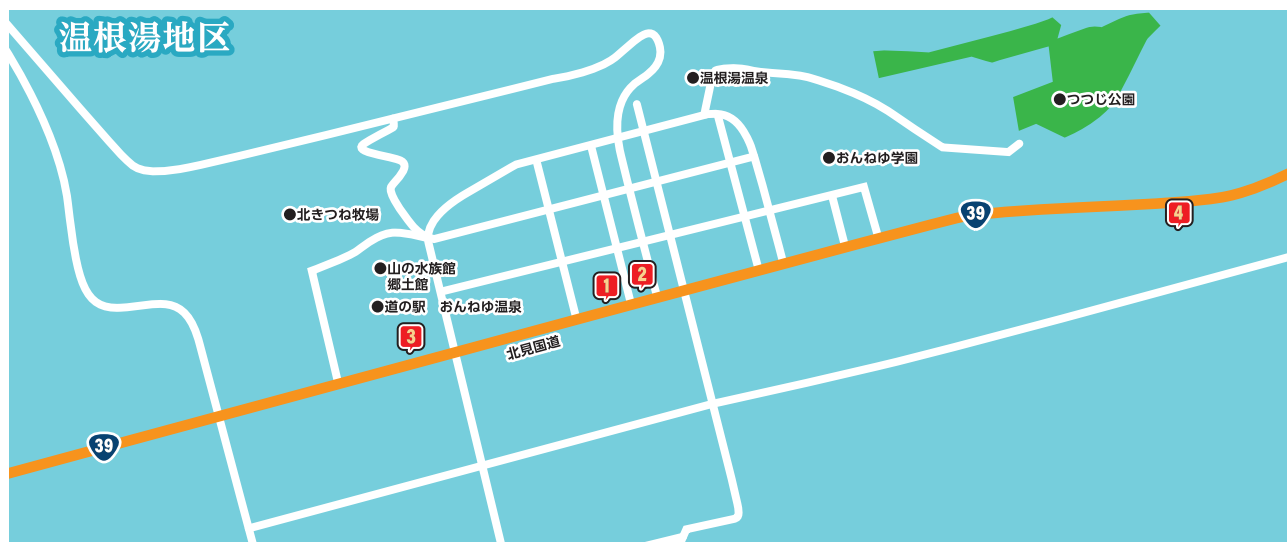 温根湯地区
●温根湯温泉
●つつじ公園
●おんねゆ学園
●北きつね牧場
39
4
●山の水族館
郷土館
2
1
●道の駅 おんねゆ温泉
3
北見国道
39